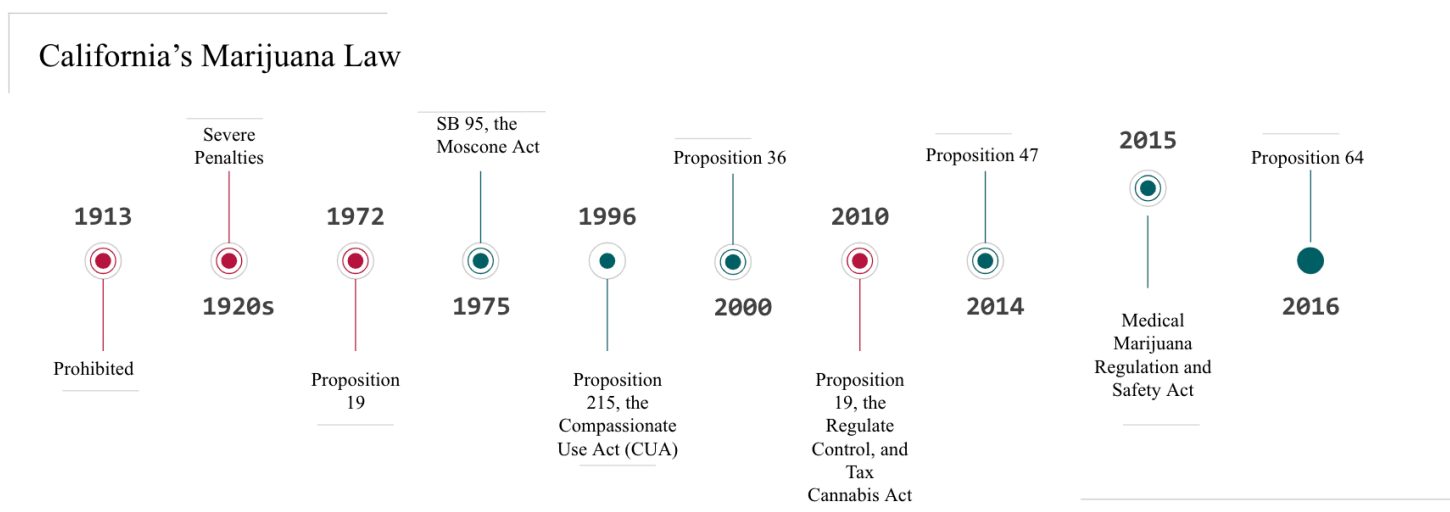 California’s Marijuana Law
1913
Prohibited
Severe
Penalties
1920s
1972
Proposition
19
SB 95, the
Moscone Act
1975
1996
Proposition
215, the
Compassionate
Use Act (CUA)
Proposition 36
2000
2010
Proposition
19, the
Regulate
Control, and
Tax
Cannabis Act
Proposition 47
2014
2015
Medical
Marijuana
Regulation and
Safety Act
Proposition 64
2016